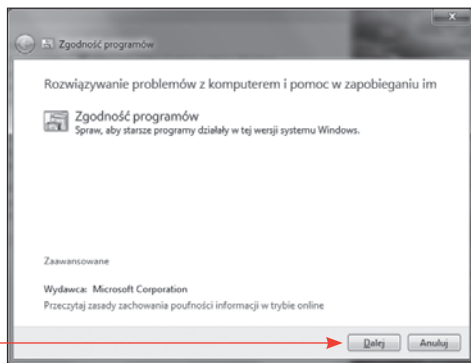 Zgodność programów
Rozwiązywanie problemów z komputerem i pomoc w zapobieganiu im
Zgodność programów
Spraw, aby starsze programy działały w tej wersji systemu Windows.
Zaawansowane
Wydawca: Microsoft Corporation
Przeczytaj zasady zachowania poufności informacji w trybie online
Dalej Anuluj